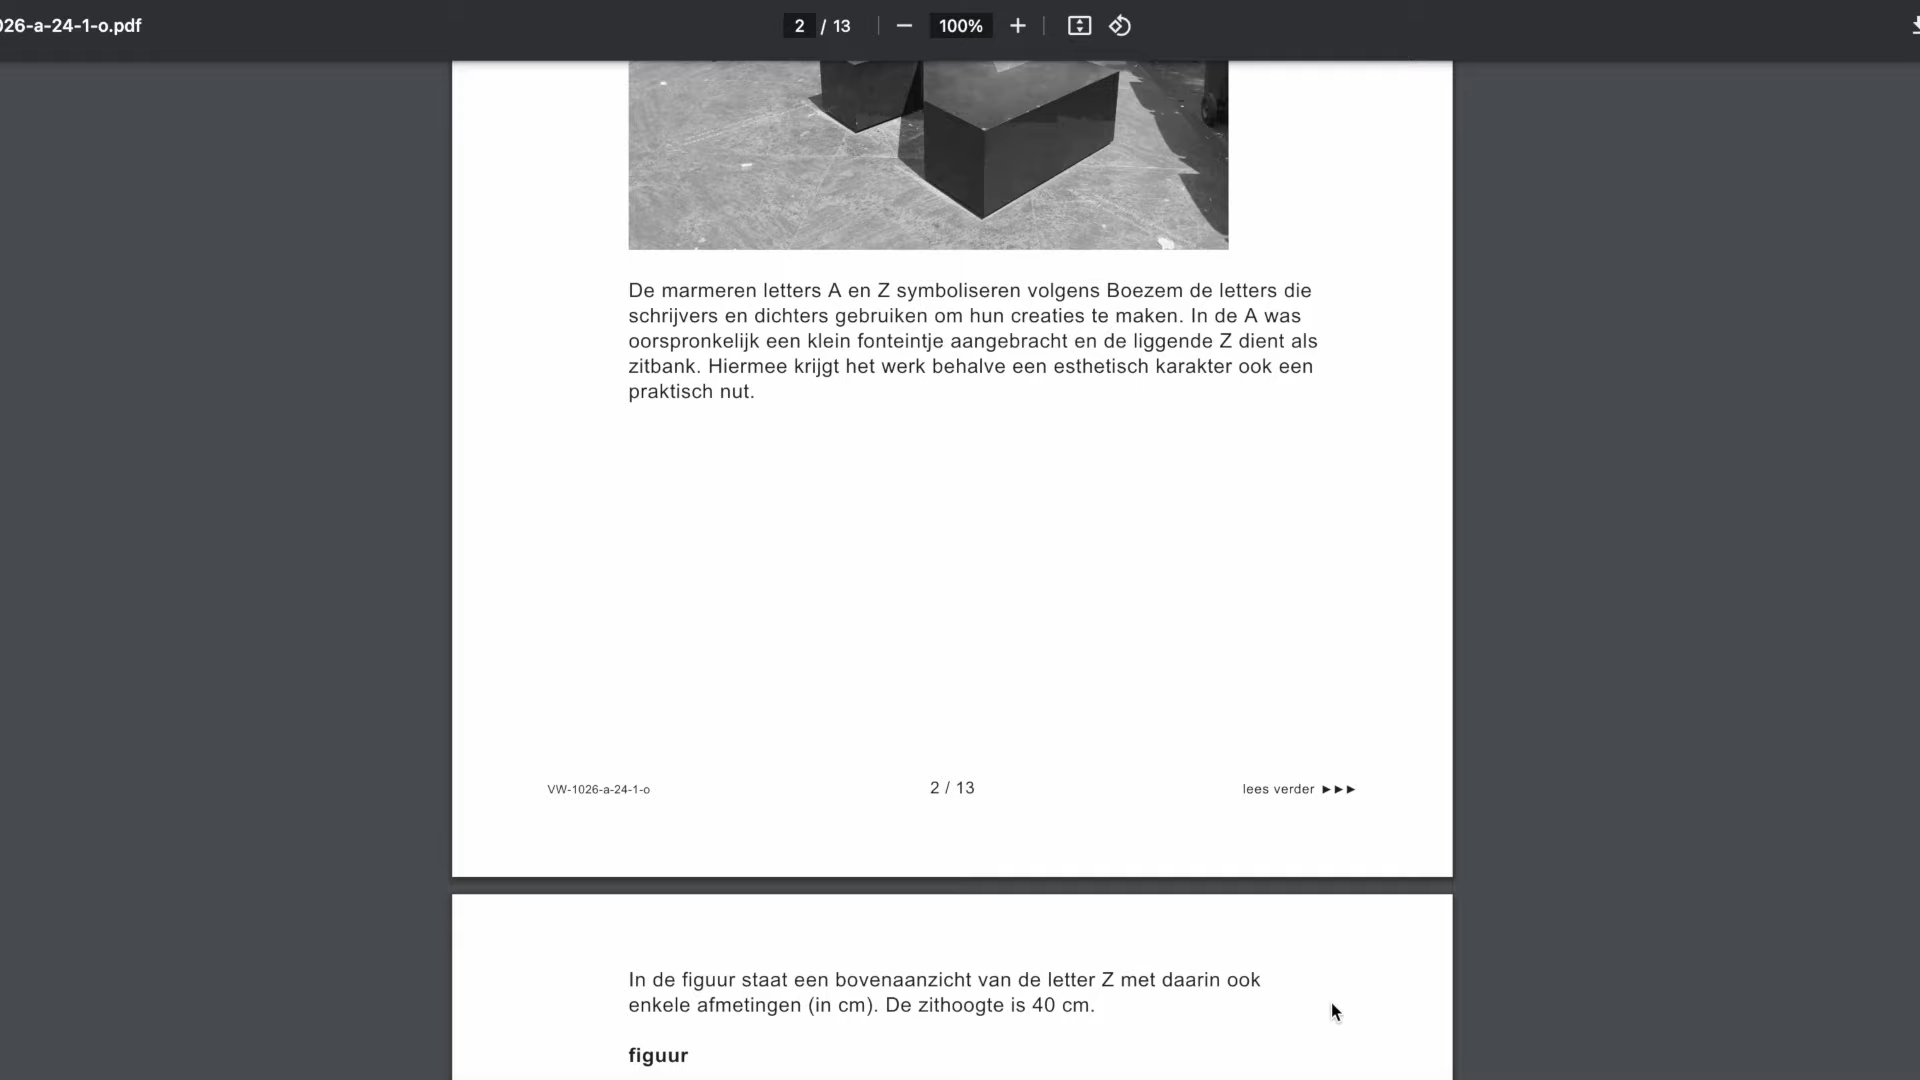 026-a-24-1-o.pdf
2 / 13
100%
De marmeren letters A en Z symboliseren volgens Boezem de letters die
schrijvers en dichters gebruiken om hun creaties te maken. In de A was
oorspronkelijk een klein fonteintje aangebracht en de liggende Z dient als
zitbank. Hiermee krijgt het werk behalve een esthetisch karakter ook een
praktisch nut.
VW-1026-a-24-1-o
2 / 13
lees verder ►►►
In de figuur staat een bovenaanzicht van de letter Z met daarin ook
enkele afmetingen (in cm). De zithoogte is 40 cm.
figuur